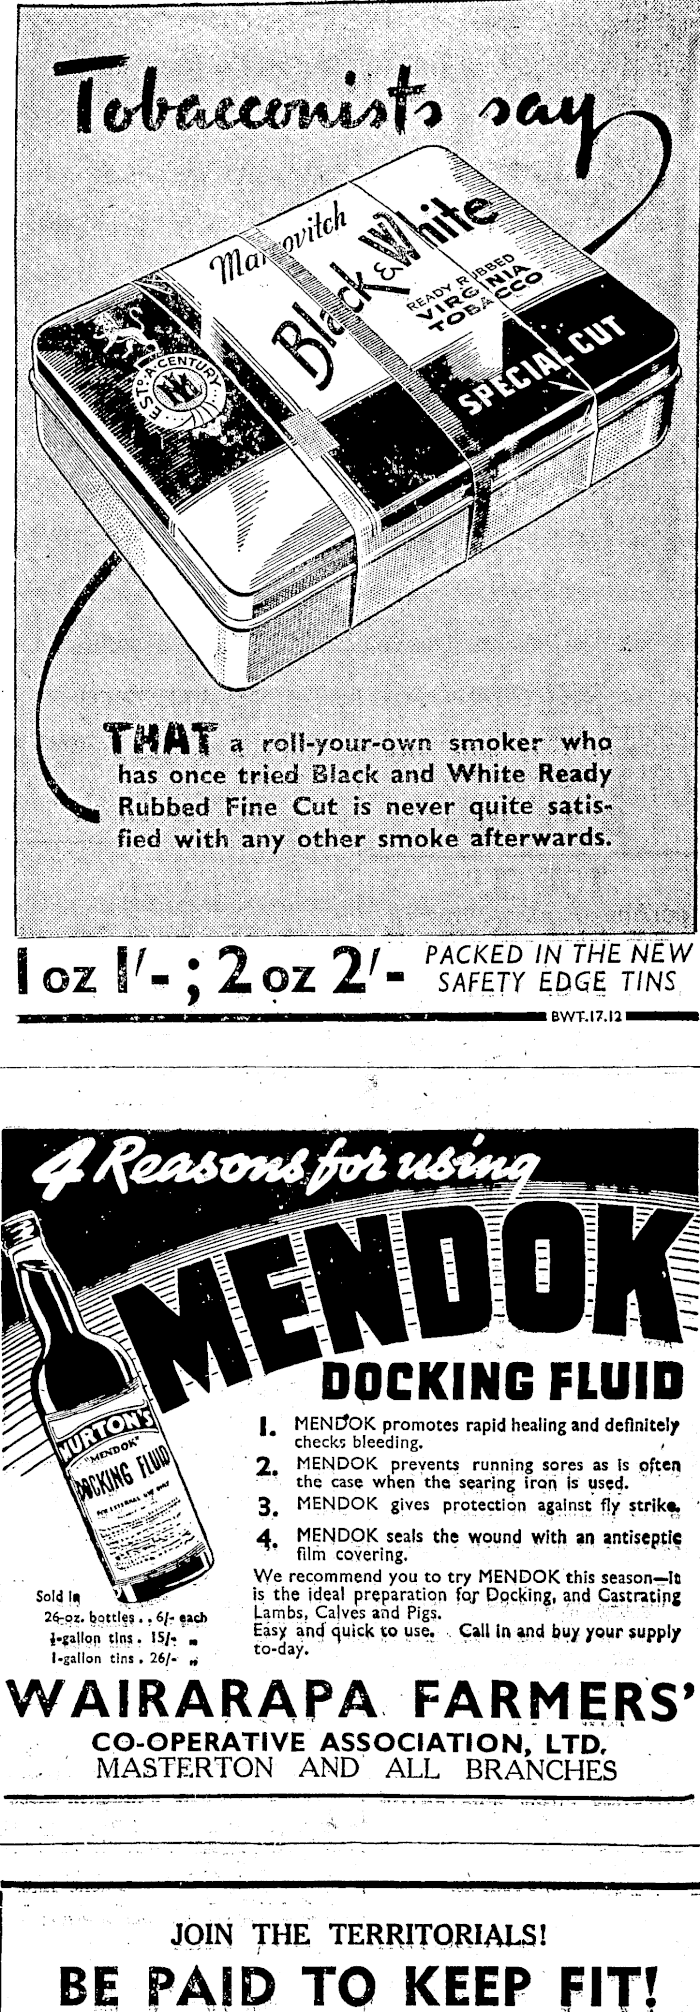 Tobacconists say
Marcovitch
Black & White
READY RUBBED
VIRGINIA
TOBACCO
SPECIAL CUT
ESTD. A. CENTURY
THAT a roll-your-own smoker who
has once tried Black and White Ready
Rubbed Fine Cut is never quite satis-
fied with any other smoke afterwards.
1 oz 1/- ; 2 oz 2/-
PACKED IN THE NEW
SAFETY EDGE TINS
BWT.17.12
4 Reasons for using
MENDOK
DOCKING FLUID
HURTON'S
"MENDOK"
DOCKING FLUID
FOR EXTERNAL USE ONLY
1. MENDOK promotes rapid healing and definitely
checks bleeding.
2. MENDOK prevents running sores as is often
the case when the searing iron is used.
3. MENDOK gives protection against fly strike.
4. MENDOK seals the wound with an antiseptic
film covering.
We recommend you to try MENDOK this season—It
is the ideal preparation for Docking, and Castrating
Lambs, Calves and Pigs.
Easy and quick to use. Call in and buy your supply
to-day.
Sold in
26-oz. bottles . . 6/- each
½-gallon tins . 15/- „
1-gallon tins . 26/- „
WAIRARAPA FARMERS'
CO-OPERATIVE ASSOCIATION, LTD.
MASTERTON AND ALL BRANCHES
JOIN THE TERRITORIALS!
BE PAID TO KEEP FIT!